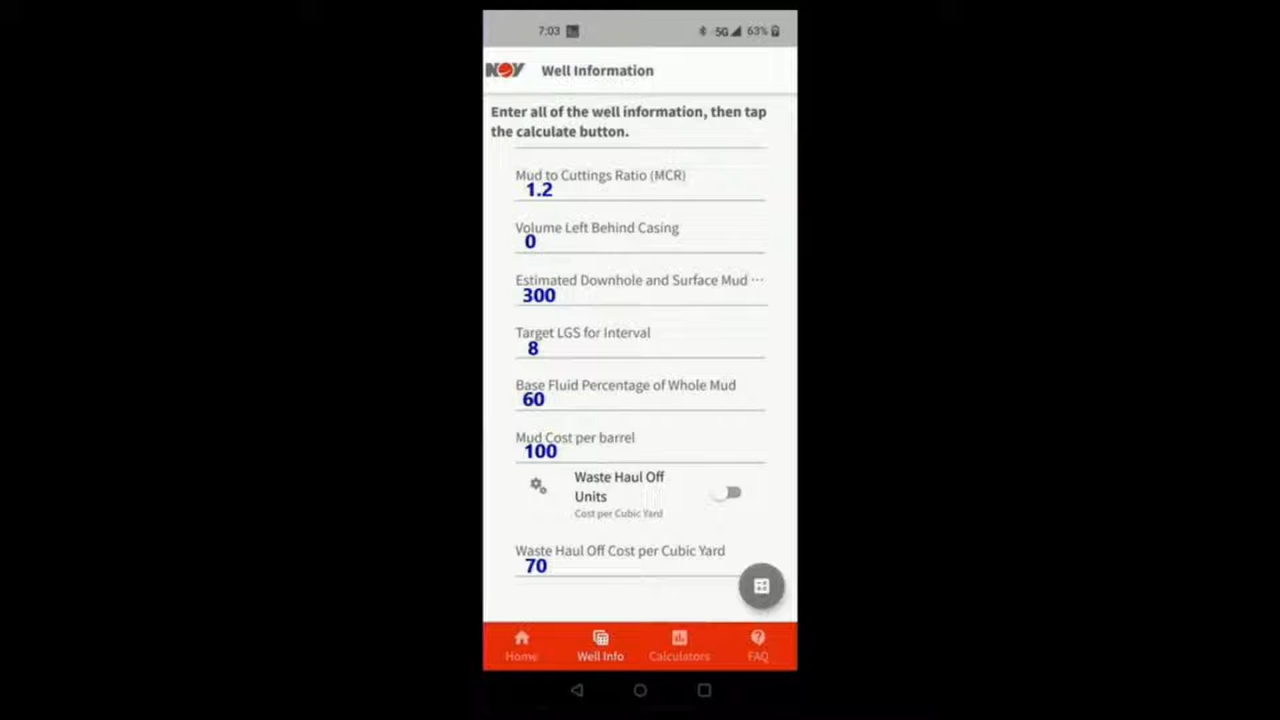 7:03 5G 63%
NOV Well Information
Enter all of the well information, then tap
the calculate button.
Mud to Cuttings Ratio (MCR)
1.2
Volume Left Behind Casing
0
Estimated Downhole and Surface Mud ...
300
Target LGS for Interval
8
Base Fluid Percentage of Whole Mud
60
Mud Cost per barrel
100
Waste Haul Off
Units
Cost per Cubic Yard
Waste Haul Off Cost per Cubic Yard
70
Home Well Info Calculators FAQ